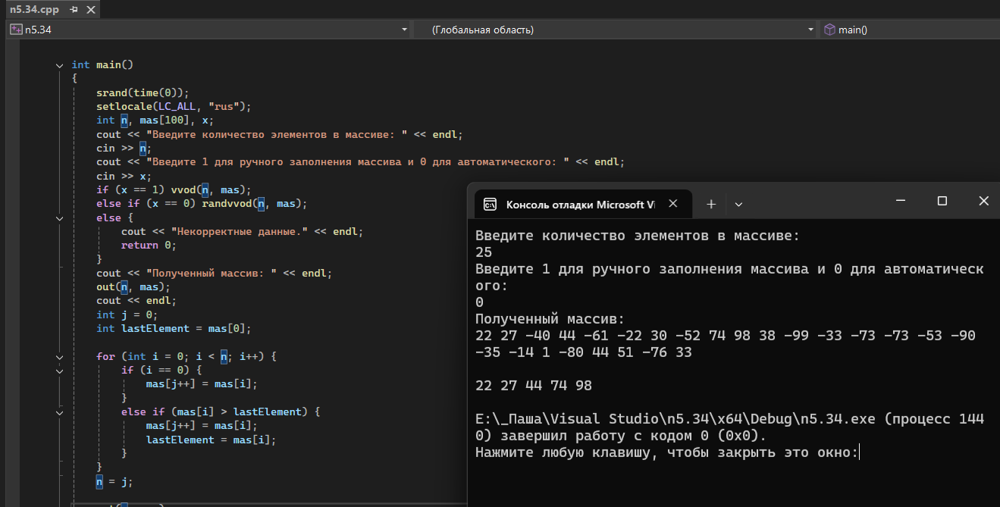 n5.34.cpp
n5.34 (Глобальная область) main()
int main()
{
srand(time(0));
setlocale(LC_ALL, "rus");
int n, mas[100], x;
cout << "Введите количество элементов в массиве: " << endl;
cin >> n;
cout << "Введите 1 для ручного заполнения массива и 0 для автоматического: " << endl;
cin >> x;
if (x == 1) vvod(n, mas);
else if (x == 0) randvvod(n, mas);
else {
cout << "Некорректные данные." << endl;
return 0;
}
cout << "Полученный массив: " << endl;
out(n, mas);
cout << endl;
int j = 0;
int lastElement = mas[0];
for (int i = 0; i < n; i++) {
if (i == 0) {
mas[j++] = mas[i];
}
else if (mas[i] > lastElement) {
mas[j++] = mas[i];
lastElement = mas[i];
}
}
n = j;
Консоль отладки Microsoft Vi
Введите количество элементов в массиве:
25
Введите 1 для ручного заполнения массива и 0 для автоматическ
ого:
0
Полученный массив:
22 27 -40 44 -61 -22 30 -52 74 98 38 -99 -33 -73 -73 -53 -90
-35 -14 1 -80 44 51 -76 33
22 27 44 74 98
E:\_Паша\Visual Studio\n5.34\x64\Debug\n5.34.exe (процесс 144
0) завершил работу с кодом 0 (0x0).
Нажмите любую клавишу, чтобы закрыть это окно: